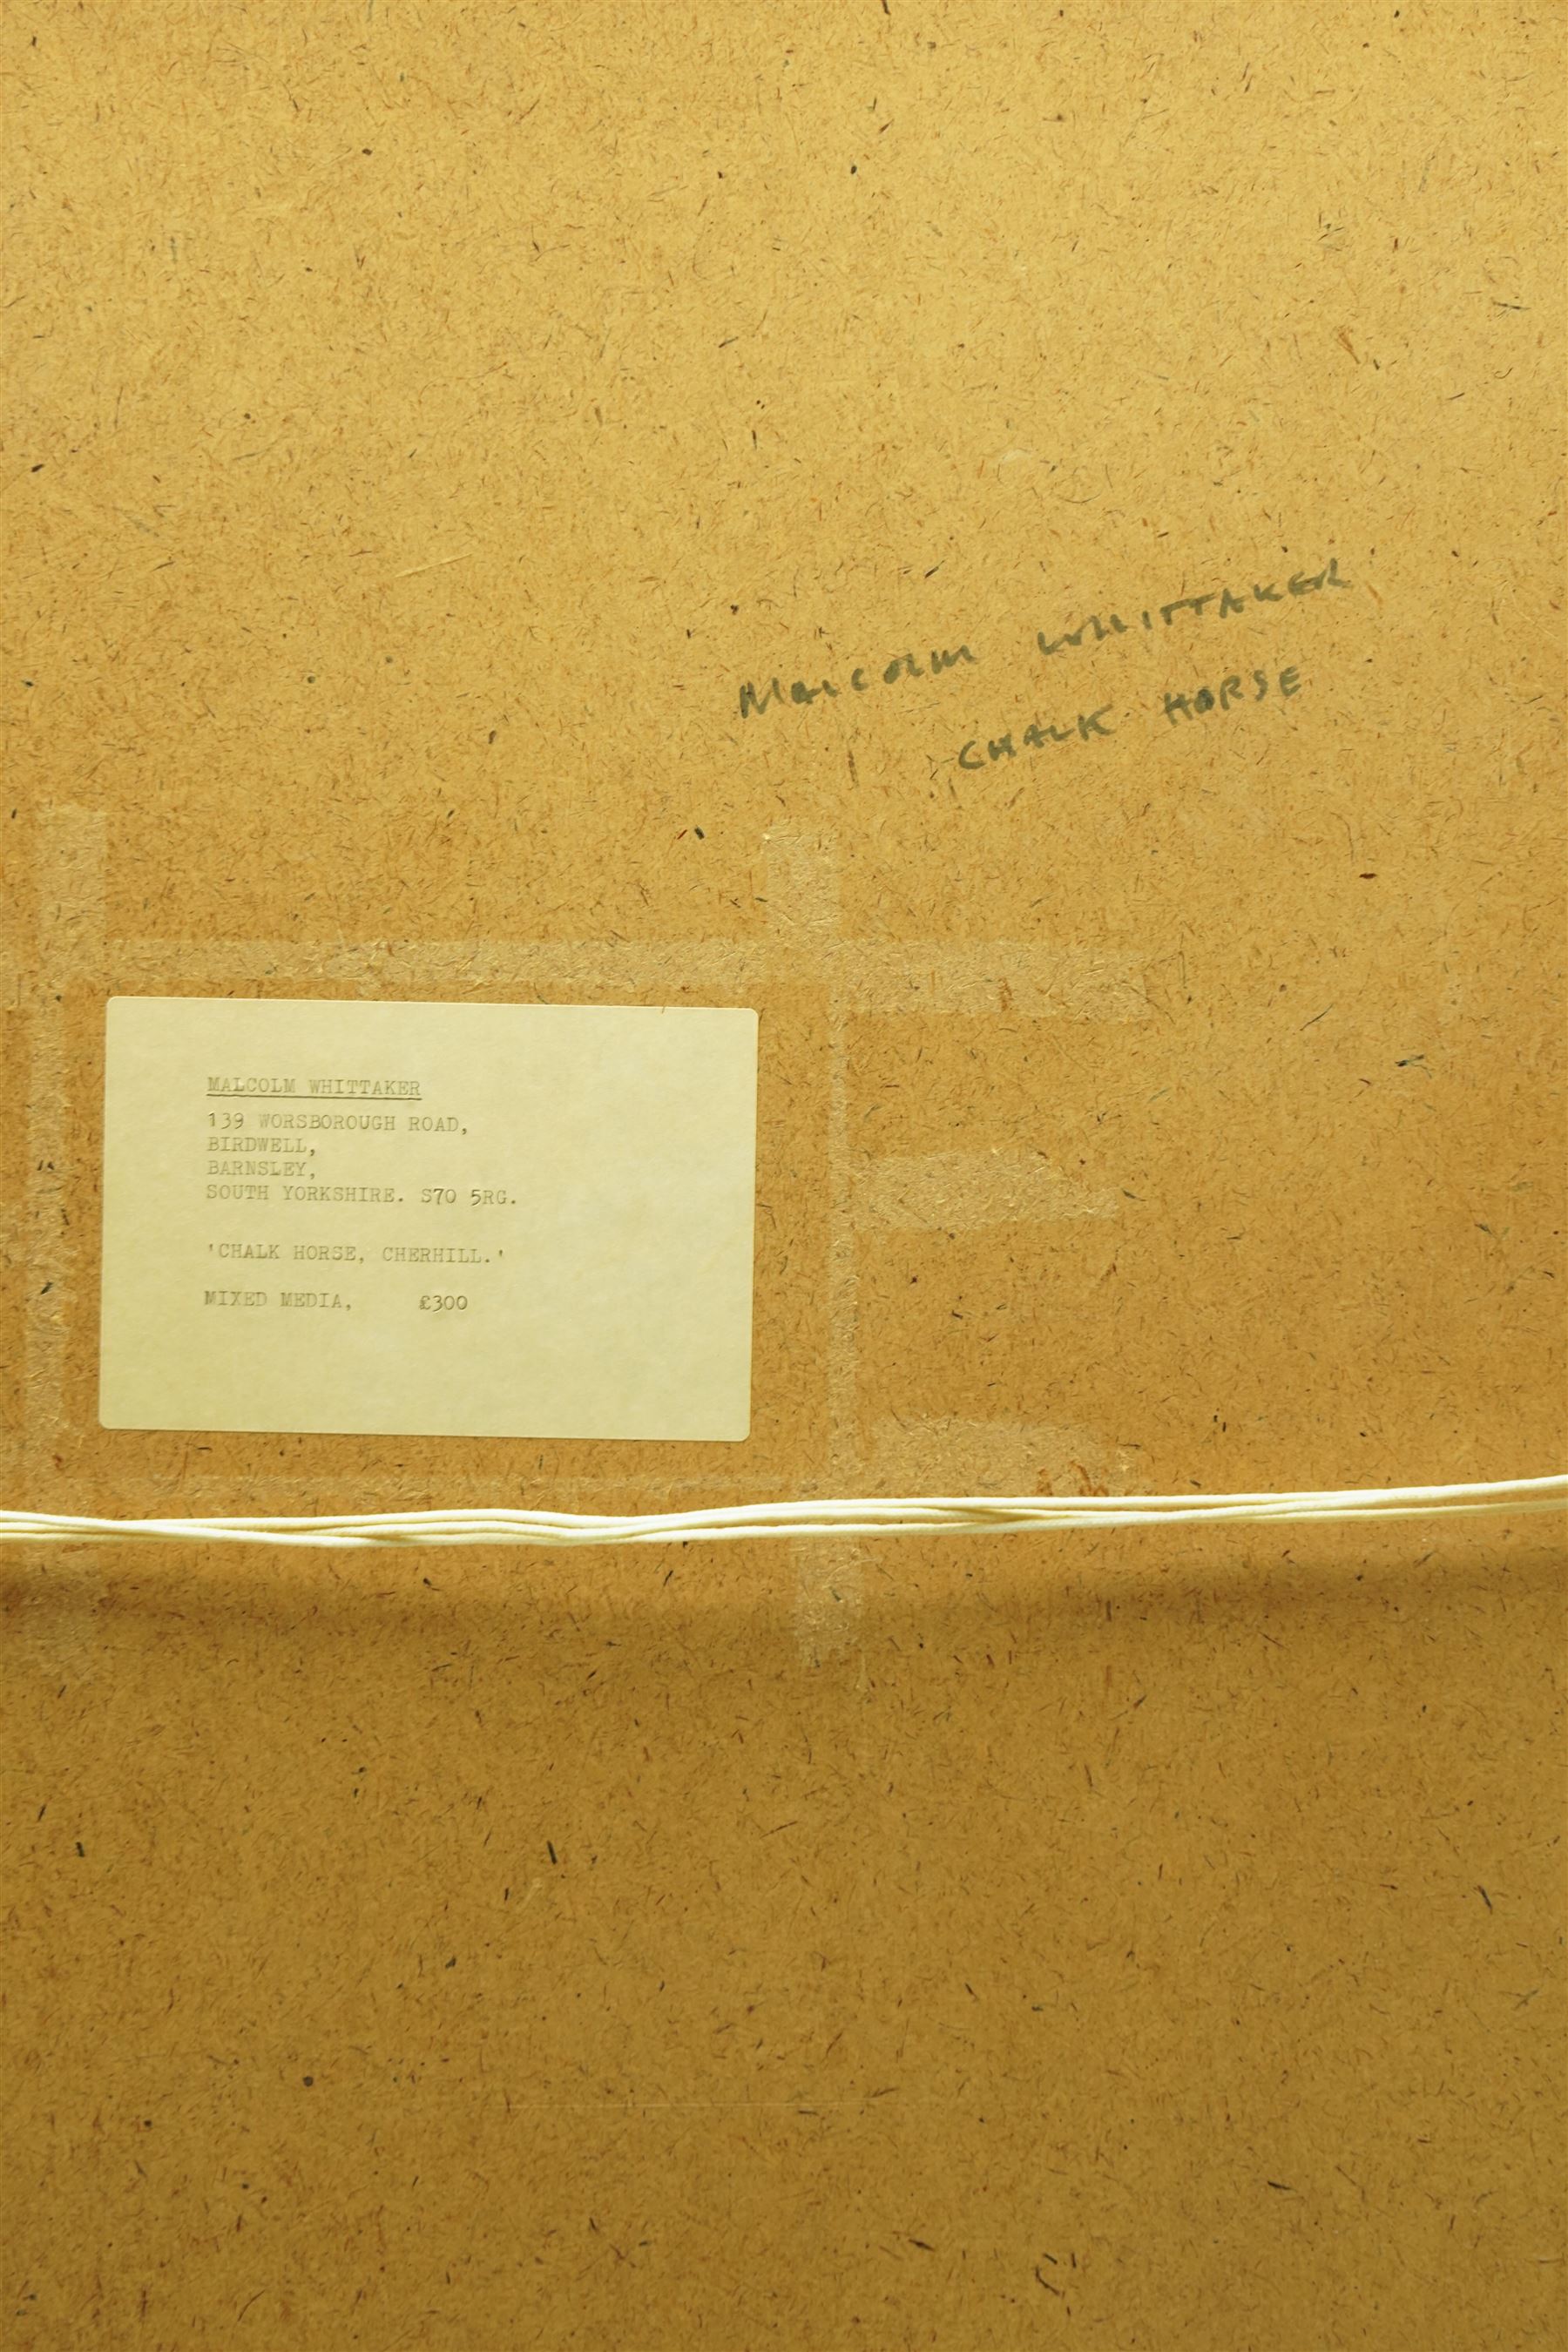 MALCOLM WHITTAKER
CHALK HORSE
MALCOLM WHITTAKER
139 WORSBOROUGH ROAD,
BIRDWELL,
BARNSLEY,
SOUTH YORKSHIRE. S70 5RG.
'CHALK HORSE, CHERHILL.'
MIXED MEDIA, £300